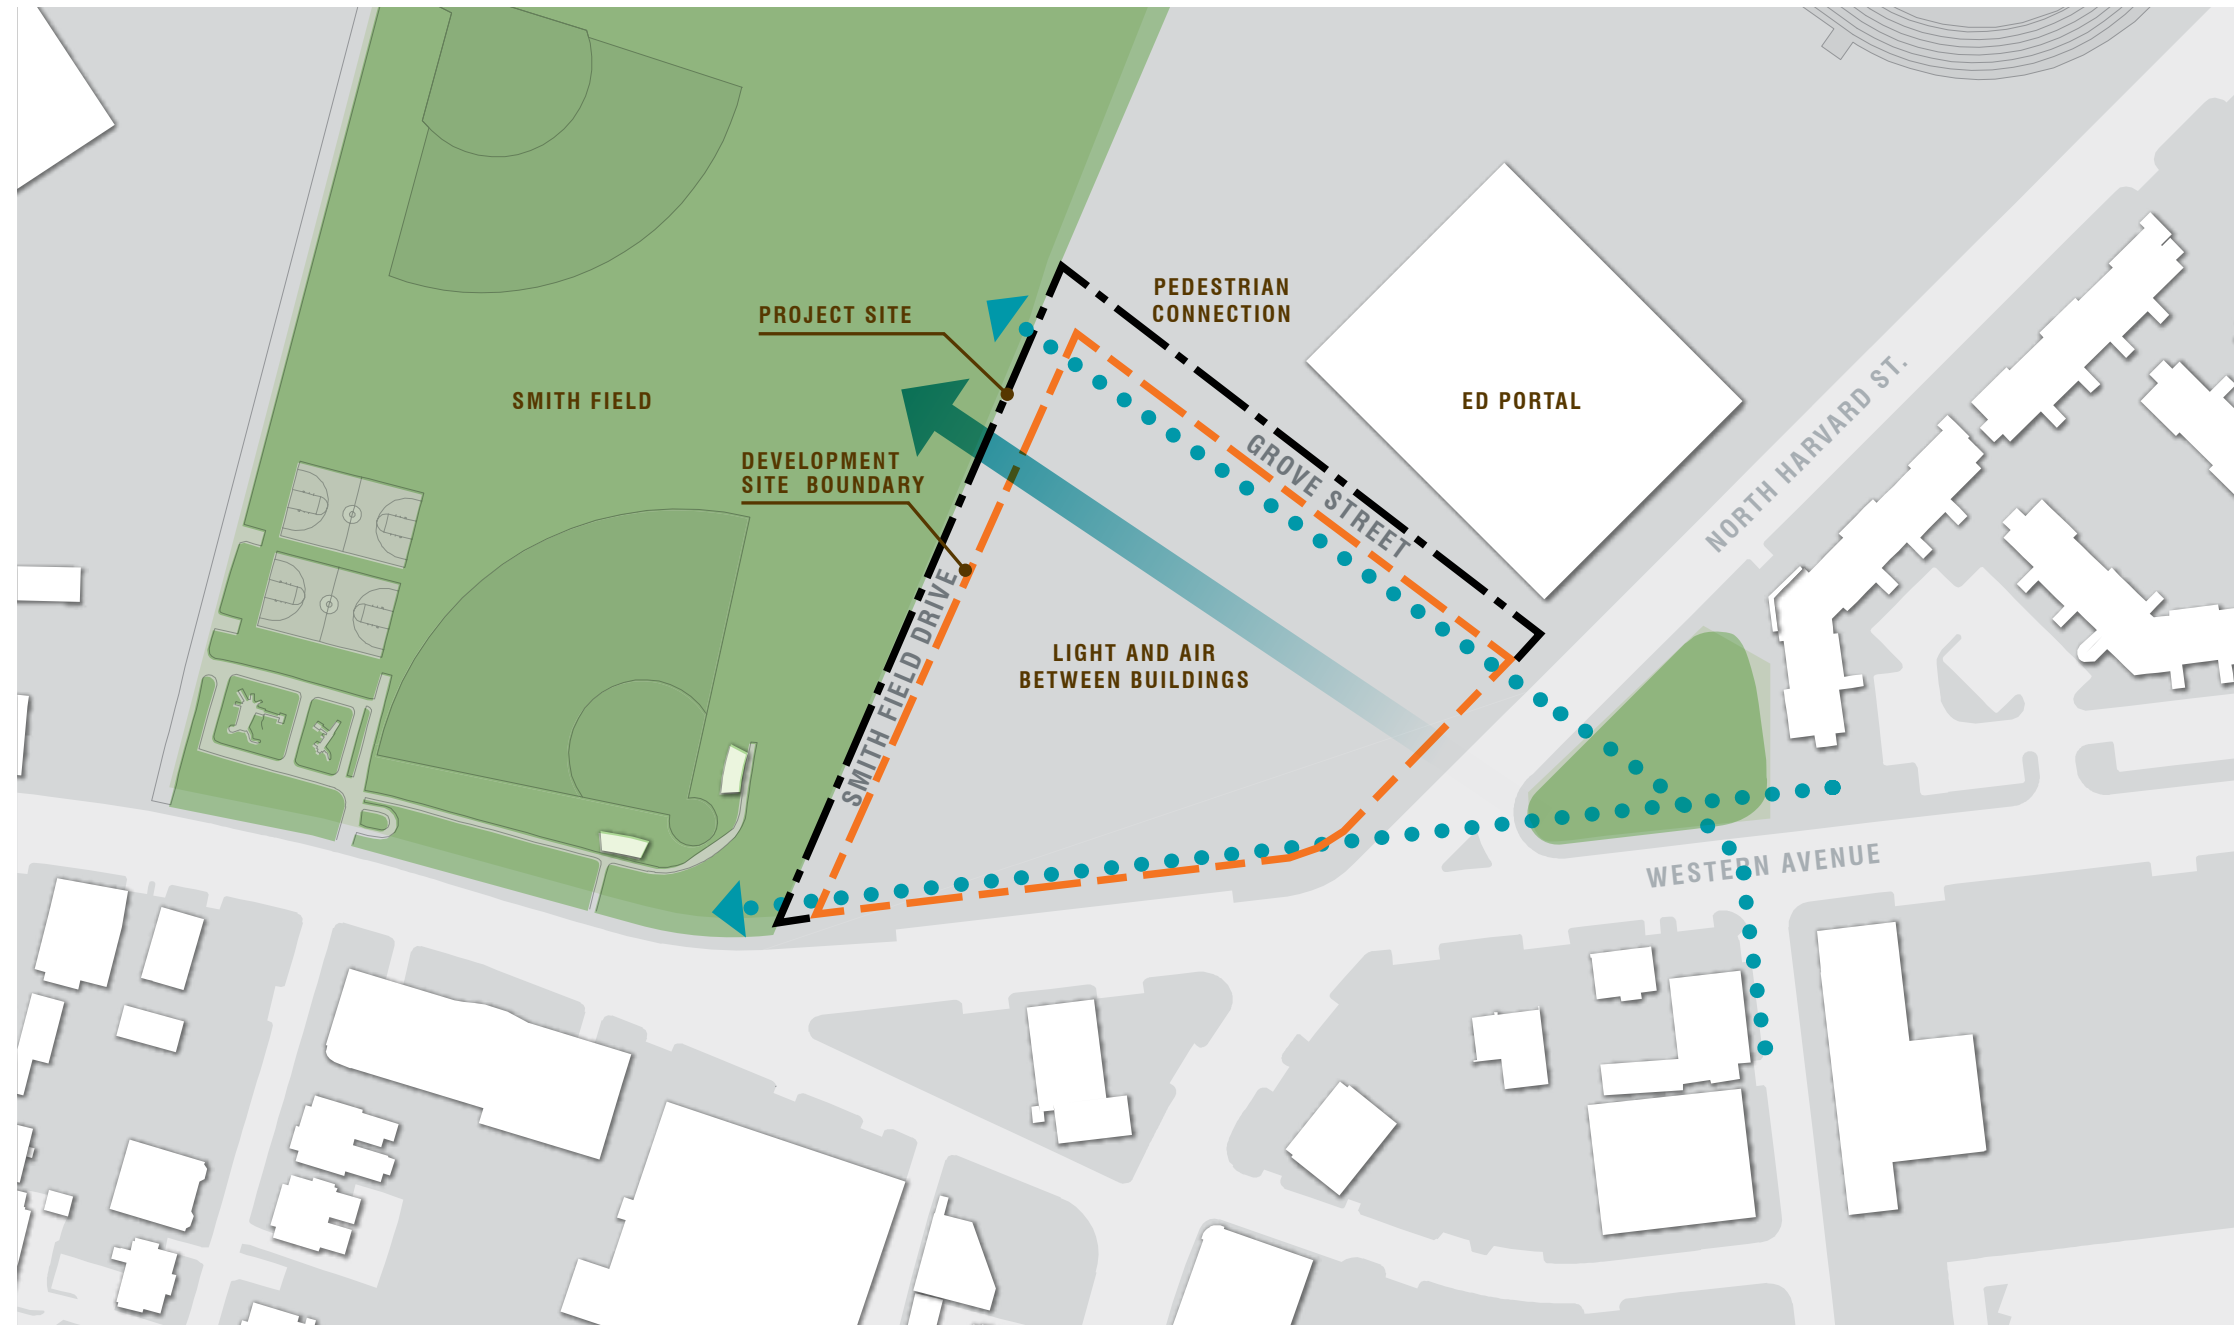 PEDESTRIAN
CONNECTION
PROJECT SITE
SMITH FIELD
ED PORTAL
NORTH HARVARD ST.
GROVE STREET
DEVELOPMENT
SITE BOUNDARY
SMITH FIELD DRIVE
LIGHT AND AIR
BETWEEN BUILDINGS
WESTERN AVENUE